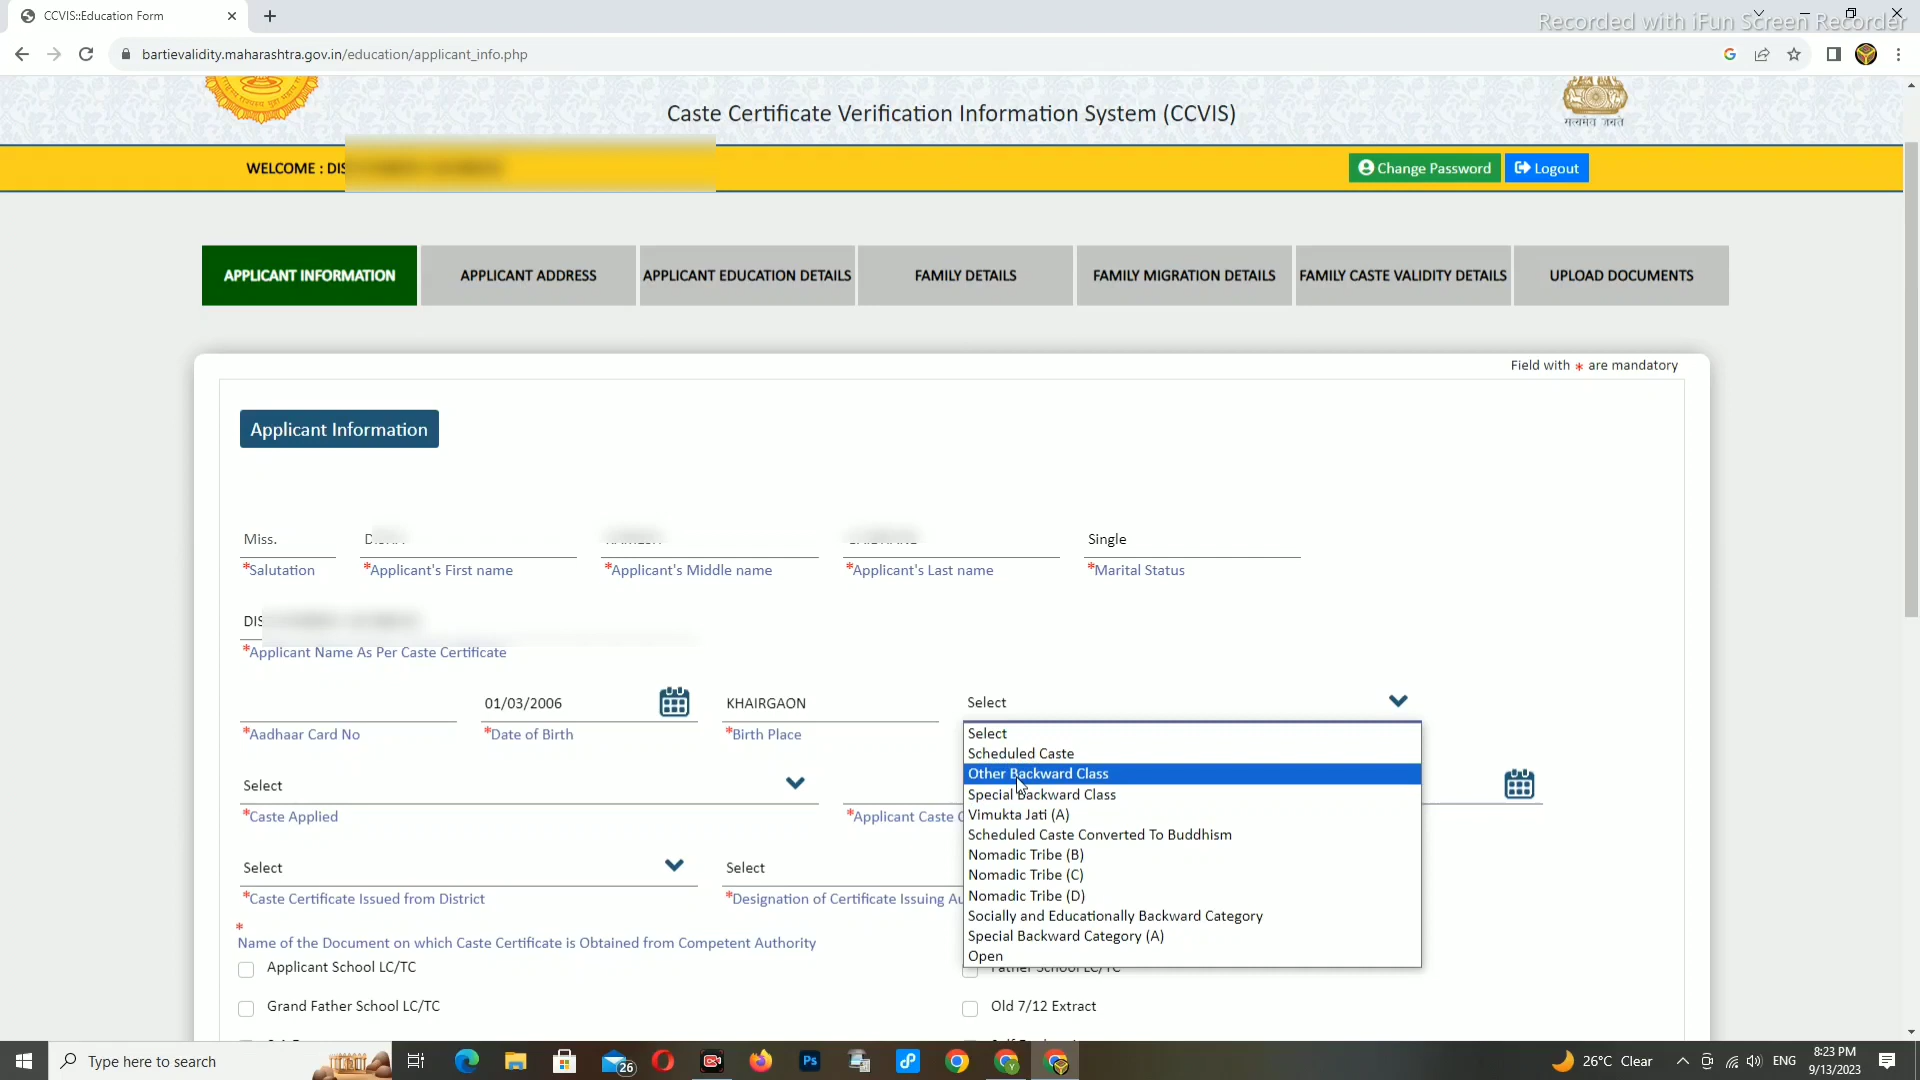 CCVIS::Education Form
Recorded with iFun Screen Recorder
bartievalidity.maharashtra.gov.in/education/applicant_info.php
Caste Certificate Verification Information System (CCVIS)
सत्यमेव जयते
WELCOME : DIS
Change Password
Logout
APPLICANT INFORMATION
APPLICANT ADDRESS
APPLICANT EDUCATION DETAILS
FAMILY DETAILS
FAMILY MIGRATION DETAILS
FAMILY CASTE VALIDITY DETAILS
UPLOAD DOCUMENTS
Field with * are mandatory
Applicant Information
Miss.
Single
*Salutation
*Applicant's First name
*Applicant's Middle name
*Applicant's Last name
*Marital Status
DIS
*Applicant Name As Per Caste Certificate
01/03/2006
KHAIRGAON
Select
*Aadhaar Card No
*Date of Birth
*Birth Place
Select
Scheduled Caste
Other Backward Class
Special Backward Class
Vimukta Jati (A)
Scheduled Caste Converted To Buddhism
Nomadic Tribe (B)
Nomadic Tribe (C)
Nomadic Tribe (D)
Socially and Educationally Backward Category
Special Backward Category (A)
Open
Select
*Caste Applied
*Applicant Caste C
Select
Select
*Caste Certificate Issued from District
*Designation of Certificate Issuing Au
*
Name of the Document on which Caste Certificate is Obtained from Competent Authority
Applicant School LC/TC
Father School LC/TC
Grand Father School LC/TC
Old 7/12 Extract
Type here to search
26
26°C Clear
ENG
8:23 PM
9/13/2023